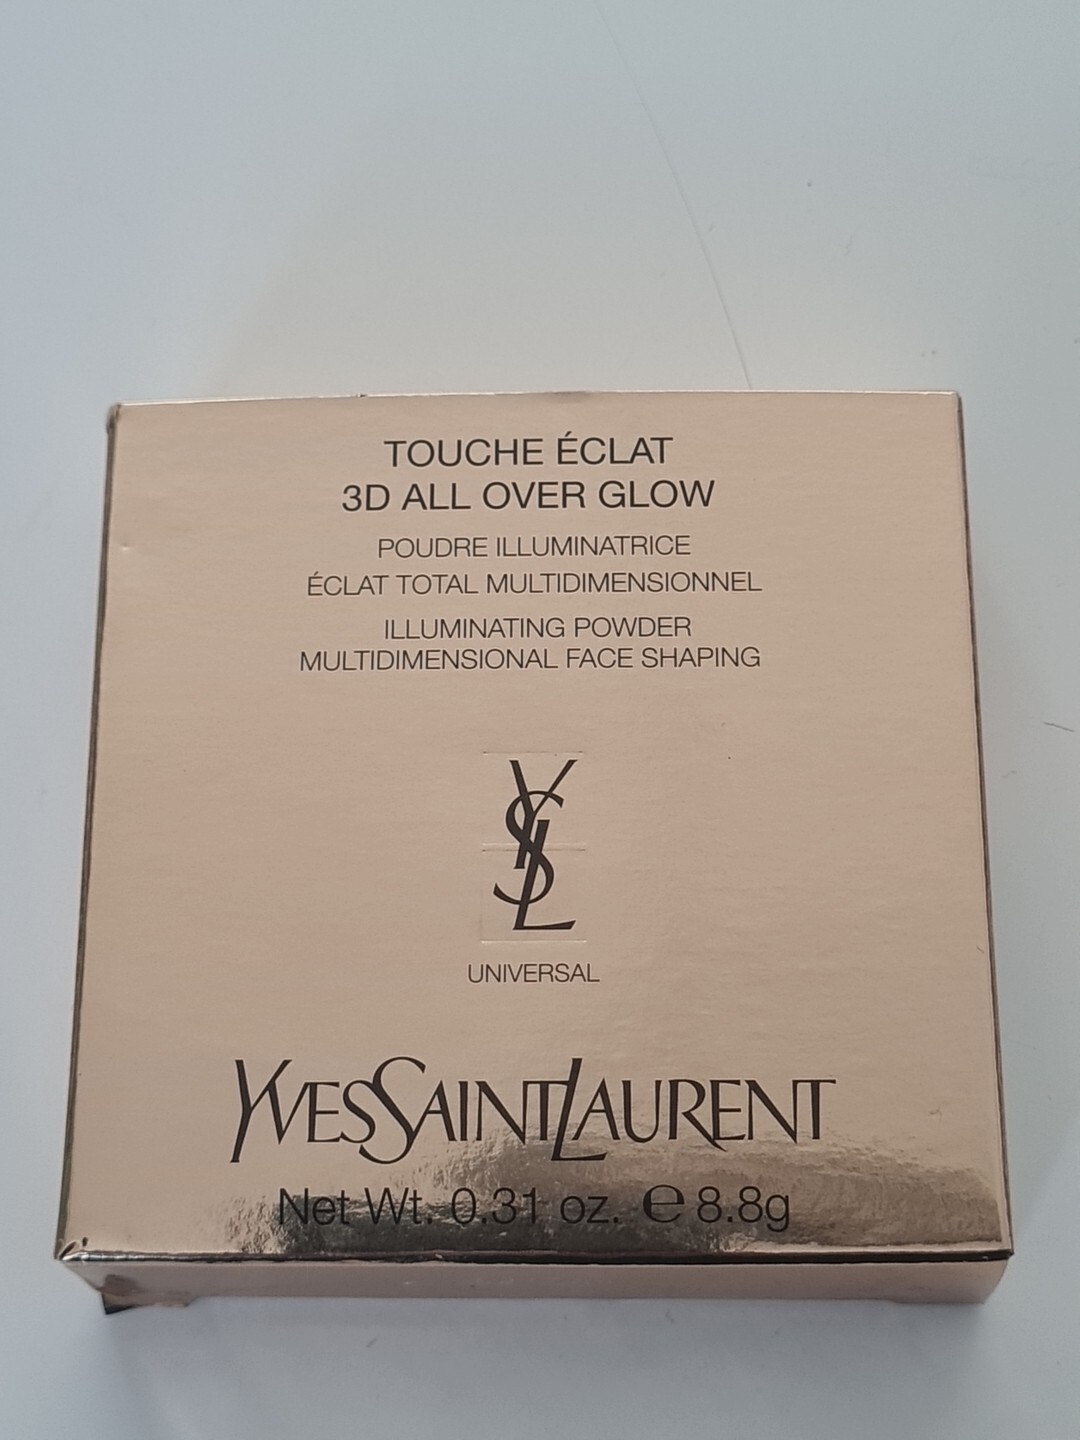 TOUCHE ÉCLAT
3D ALL OVER GLOW
POUDRE ILLUMINATRICE
ÉCLAT TOTAL MULTIDIMENSIONNEL
ILLUMINATING POWDER
MULTIDIMENSIONAL FACE SHAPING
YSL
UNIVERSAL
YVESSAINTLAURENT
Net Wt. 0.31 oz. ℮ 8.8g